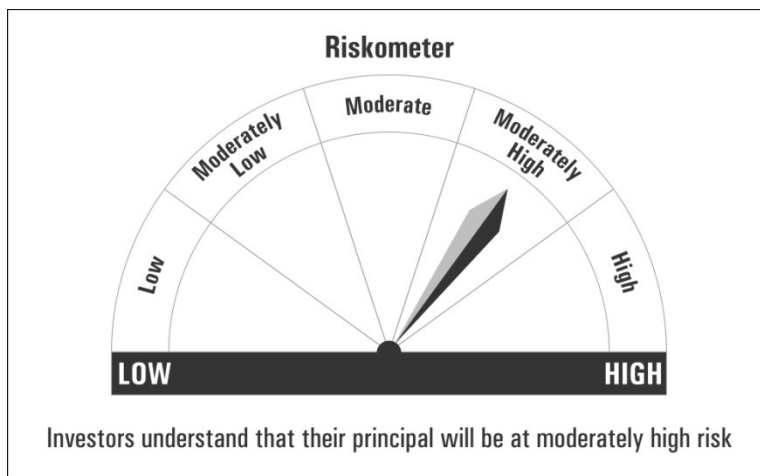 Riskometer
Low
Moderately
Low
Moderate
Moderately
High
High
LOW
HIGH
Investors understand that their principal will be at moderately high risk